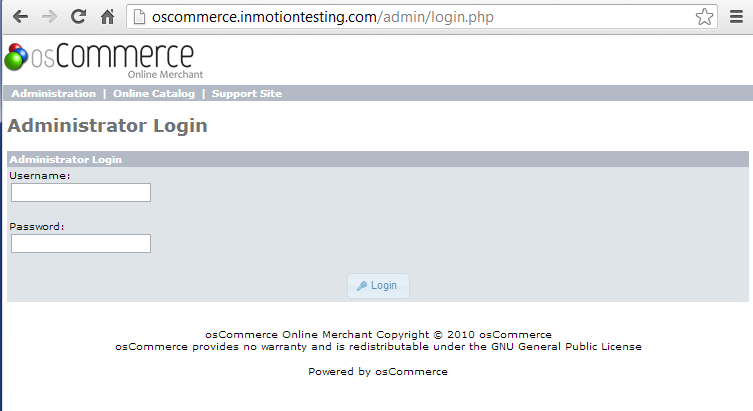 oscommerce.inmotiontesting.com/admin/login.php
osCommerce
Online Merchant
Administration | Online Catalog | Support Site
Administrator Login
Administrator Login
Username:
Password:
Login
osCommerce Online Merchant Copyright © 2010 osCommerce
osCommerce provides no warranty and is redistributable under the GNU General Public License
Powered by osCommerce